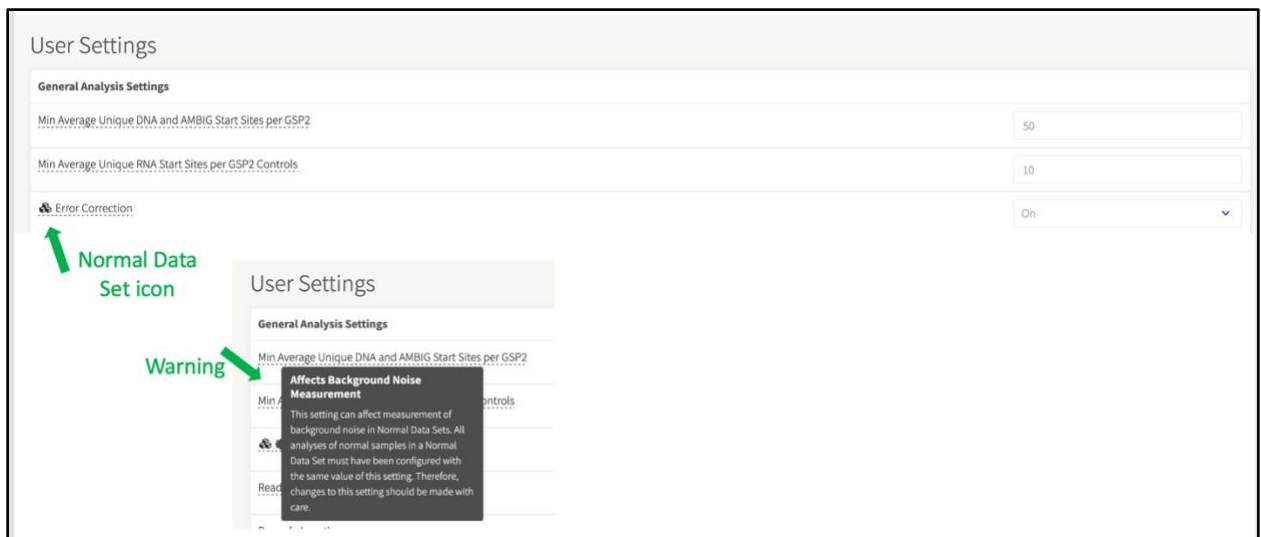 User Settings
General Analysis Settings
Min Average Unique DNA and AMBIG Start Sites per GSP2
50
Min Average Unique RNA Start Sites per GSP2 Controls
10
Error Correction
On
Normal Data
Set icon
User Settings
General Analysis Settings
Warning
Min Average Unique DNA and AMBIG Start Sites per GSP2
Affects Background Noise
Measurement
Min
ontrols
This setting can affect measurement of
background noise in Normal Data Sets. All
analyses of normal samples in a Normal
Data Set must have been configured with
the same value of this setting. Therefore,
Read
changes to this setting should be made with
care.